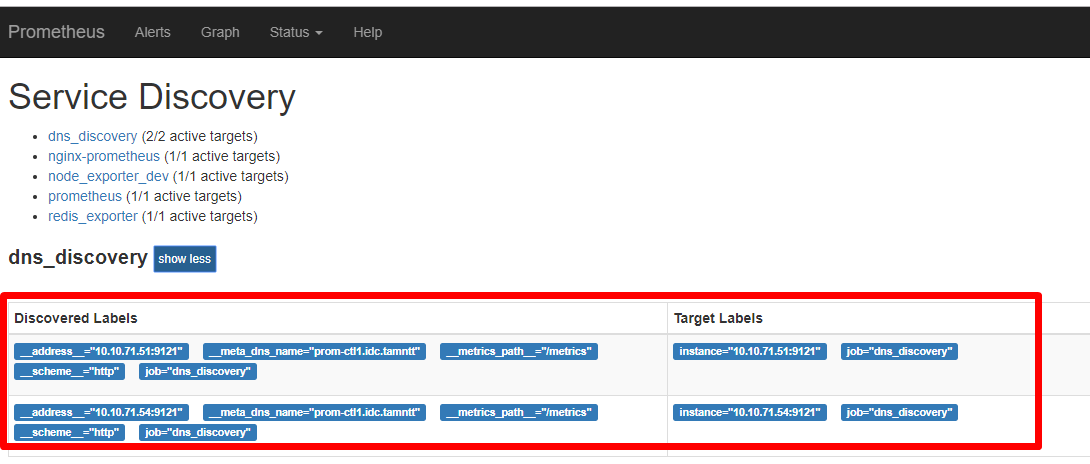 Prometheus Alerts Graph Status Help
Service Discovery
dns_discovery (2/2 active targets)
nginx-prometheus (1/1 active targets)
node_exporter_dev (1/1 active targets)
prometheus (1/1 active targets)
redis_exporter (1/1 active targets)
dns_discovery show less
Discovered Labels Target Labels
__address__="10.10.71.51:9121" __meta_dns_name="prom-ctl1.idc.tamntt" __metrics_path__="/metrics" instance="10.10.71.51:9121" job="dns_discovery"
__scheme__="http" job="dns_discovery"
__address__="10.10.71.54:9121" __meta_dns_name="prom-ctl1.idc.tamntt" __metrics_path__="/metrics" instance="10.10.71.54:9121" job="dns_discovery"
__scheme__="http" job="dns_discovery"